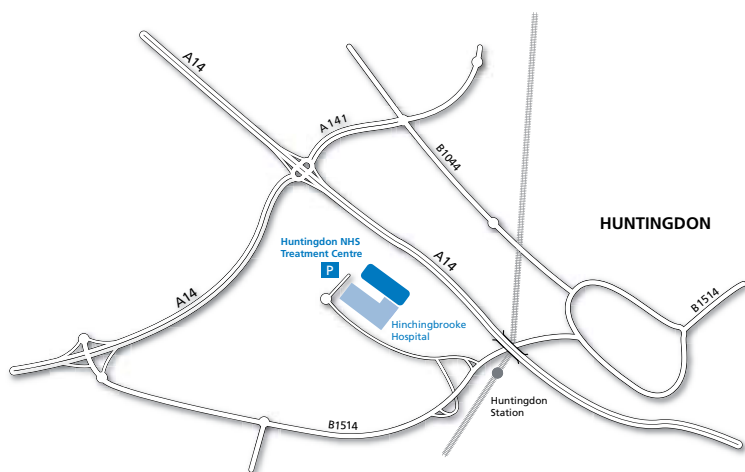 A14
A141
B1044
HUNTINGDON
Huntingdon NHS
Treatment Centre
P
A14
A14
B1514
Hinchingbrooke
Hospital
Huntingdon
Station
B1514